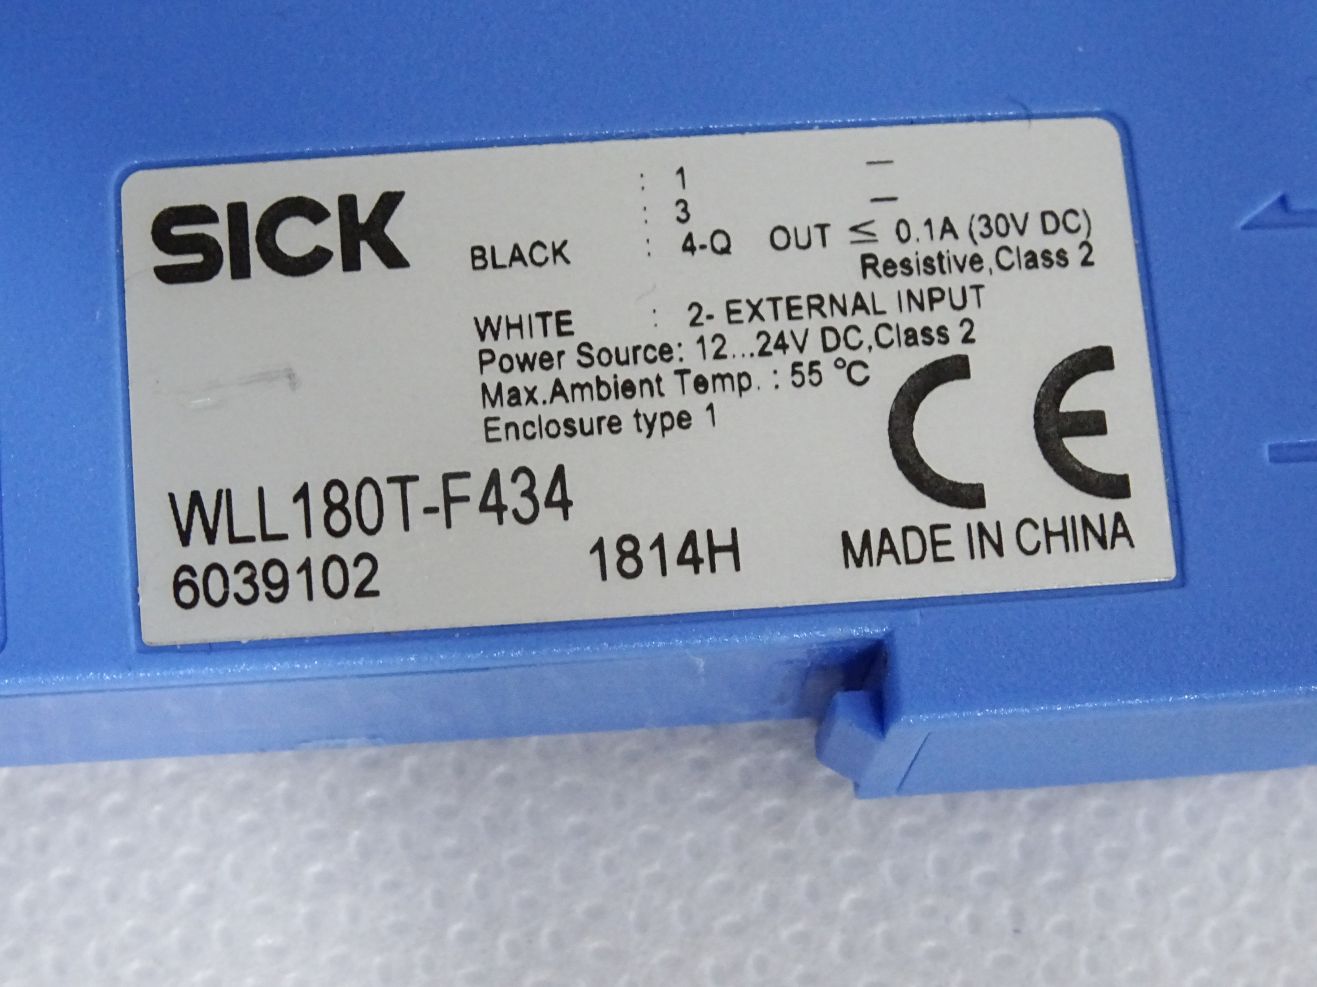 SICK
: 1 –
: 3 –
BLACK : 4-Q OUT ≤ 0.1A (30V DC)
Resistive,Class 2
WHITE : 2- EXTERNAL INPUT
Power Source: 12...24V DC,Class 2
Max.Ambient Temp. : 55 °C
Enclosure type 1
CE
WLL180T-F434
6039102
1814H
MADE IN CHINA